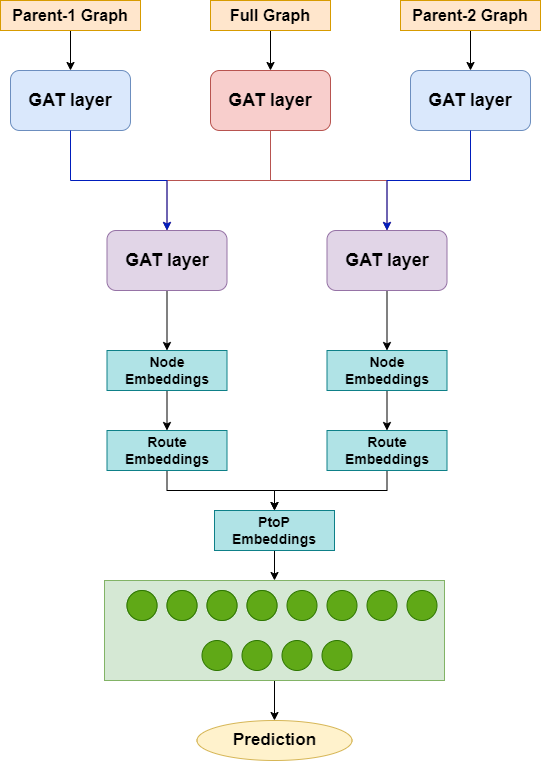 Parent-1 Graph
Full Graph
Parent-2 Graph
GAT layer
GAT layer
GAT layer
GAT layer
GAT layer
Node
Embeddings
Node
Embeddings
Route
Embeddings
Route
Embeddings
PtoP
Embeddings
Prediction